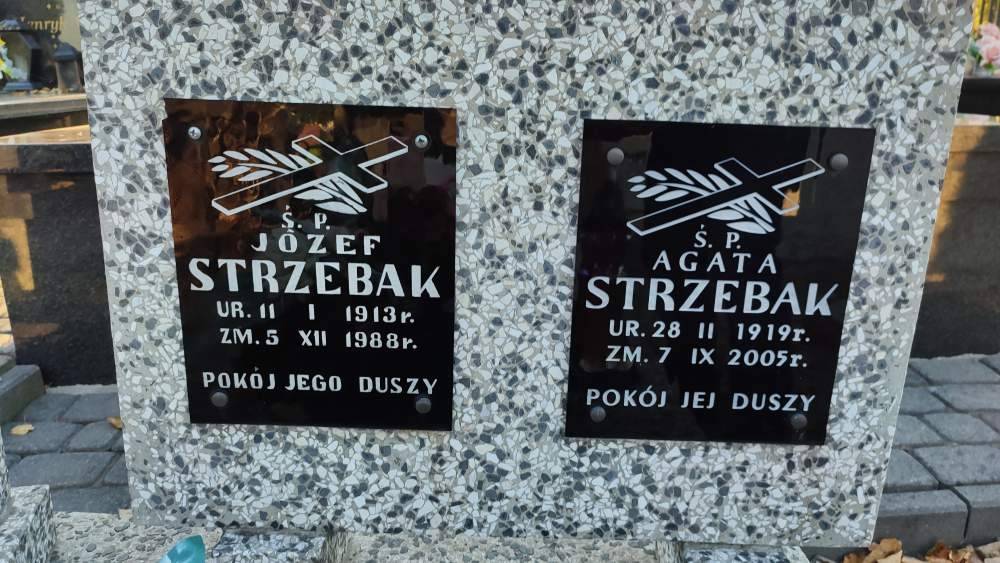 Ś. P.
JÓZEF
STRZEBAK
UR. 11 I 1913r.
ZM. 5 XII 1988r.
POKÓJ JEGO DUSZY
Ś. P.
AGATA
STRZEBAK
UR. 28 II 1919r.
ZM. 7 IX 2005r.
POKÓJ JEJ DUSZY